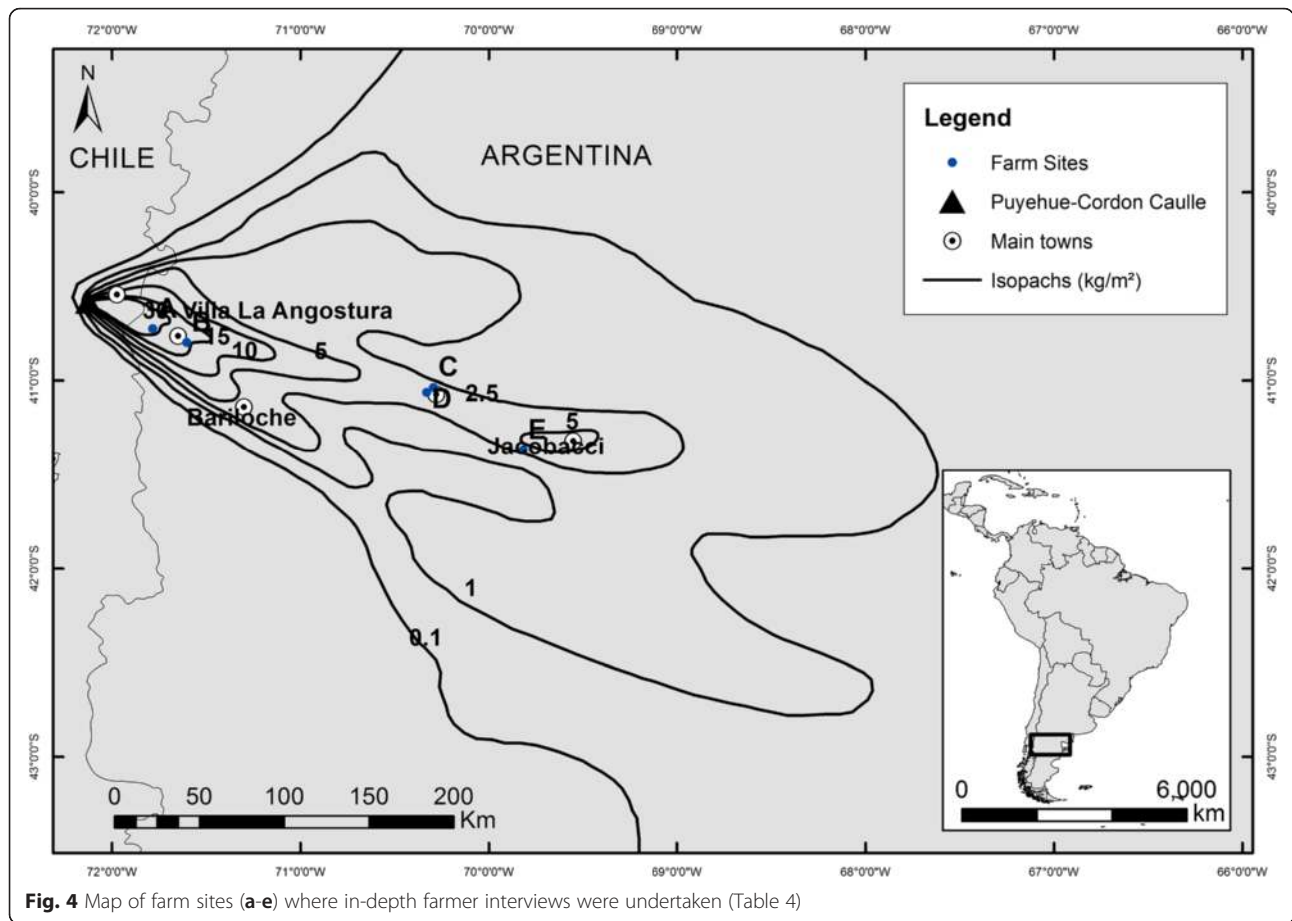 72°0'0"W 71°0'0"W 70°0'0"W 69°0'0"W 68°0'0"W 67°0'0"W 66°0'0"W
N
CHILE
ARGENTINA
Legend
Farm Sites
Puyehue-Cordon Caulle
Main towns
Isopachs (kg/m²)
40°0'0"S 40°0'0"S
30 A Villa La Angostura
B
15
10
5
41°0'0"S 41°0'0"S
C
2.5
D
Bariloche
E
5
Jacobacci
42°0'0"S 42°0'0"S
1
0.1
43°0'0"S 43°0'0"S
0 50 100 150 200
Km
0 6,000
km
72°0'0"W 71°0'0"W 70°0'0"W 69°0'0"W 68°0'0"W 67°0'0"W 66°0'0"W
Fig. 4 Map of farm sites (a-e) where in-depth farmer interviews were undertaken (Table 4)